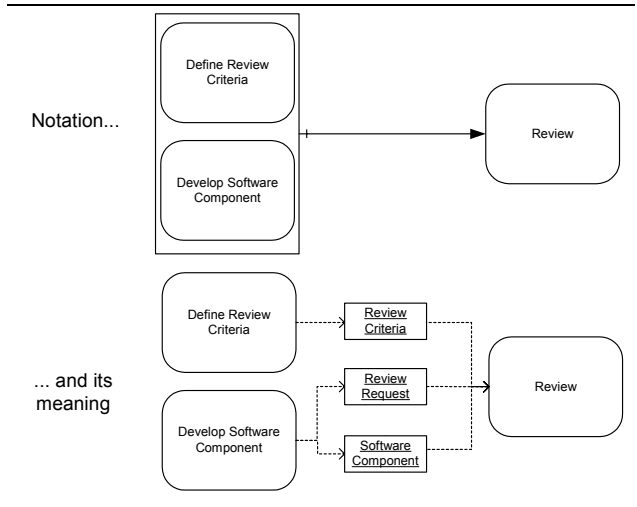 Define Review
Criteria
Notation...
Review
Develop Software
Component
Define Review
Criteria
Review
Criteria
... and its
meaning
Review
Request
Review
Develop Software
Component
Software
Component